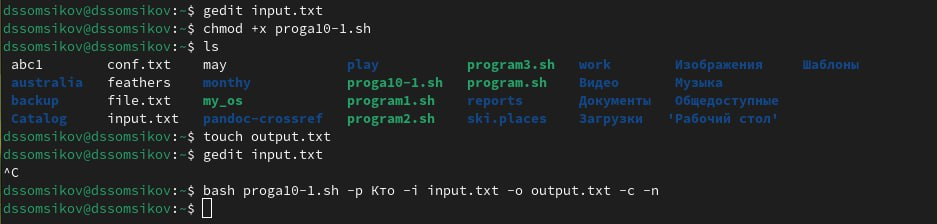 dssomsikov@dssomsikov:~$ gedit input.txt
dssomsikov@dssomsikov:~$ chmod +x proga10-1.sh
dssomsikov@dssomsikov:~$ ls
abc1 conf.txt may play program3.sh work Изображения Шаблоны
australia feathers monthy proga10-1.sh program.sh Видео Музыка
backup file.txt my_os program1.sh reports Документы Общедоступные
Catalog input.txt pandoc-crossref program2.sh ski.places Загрузки 'Рабочий стол'
dssomsikov@dssomsikov:~$ touch output.txt
dssomsikov@dssomsikov:~$ gedit input.txt
^C
dssomsikov@dssomsikov:~$ bash proga10-1.sh -p Кто -i input.txt -o output.txt -c -n
dssomsikov@dssomsikov:~$